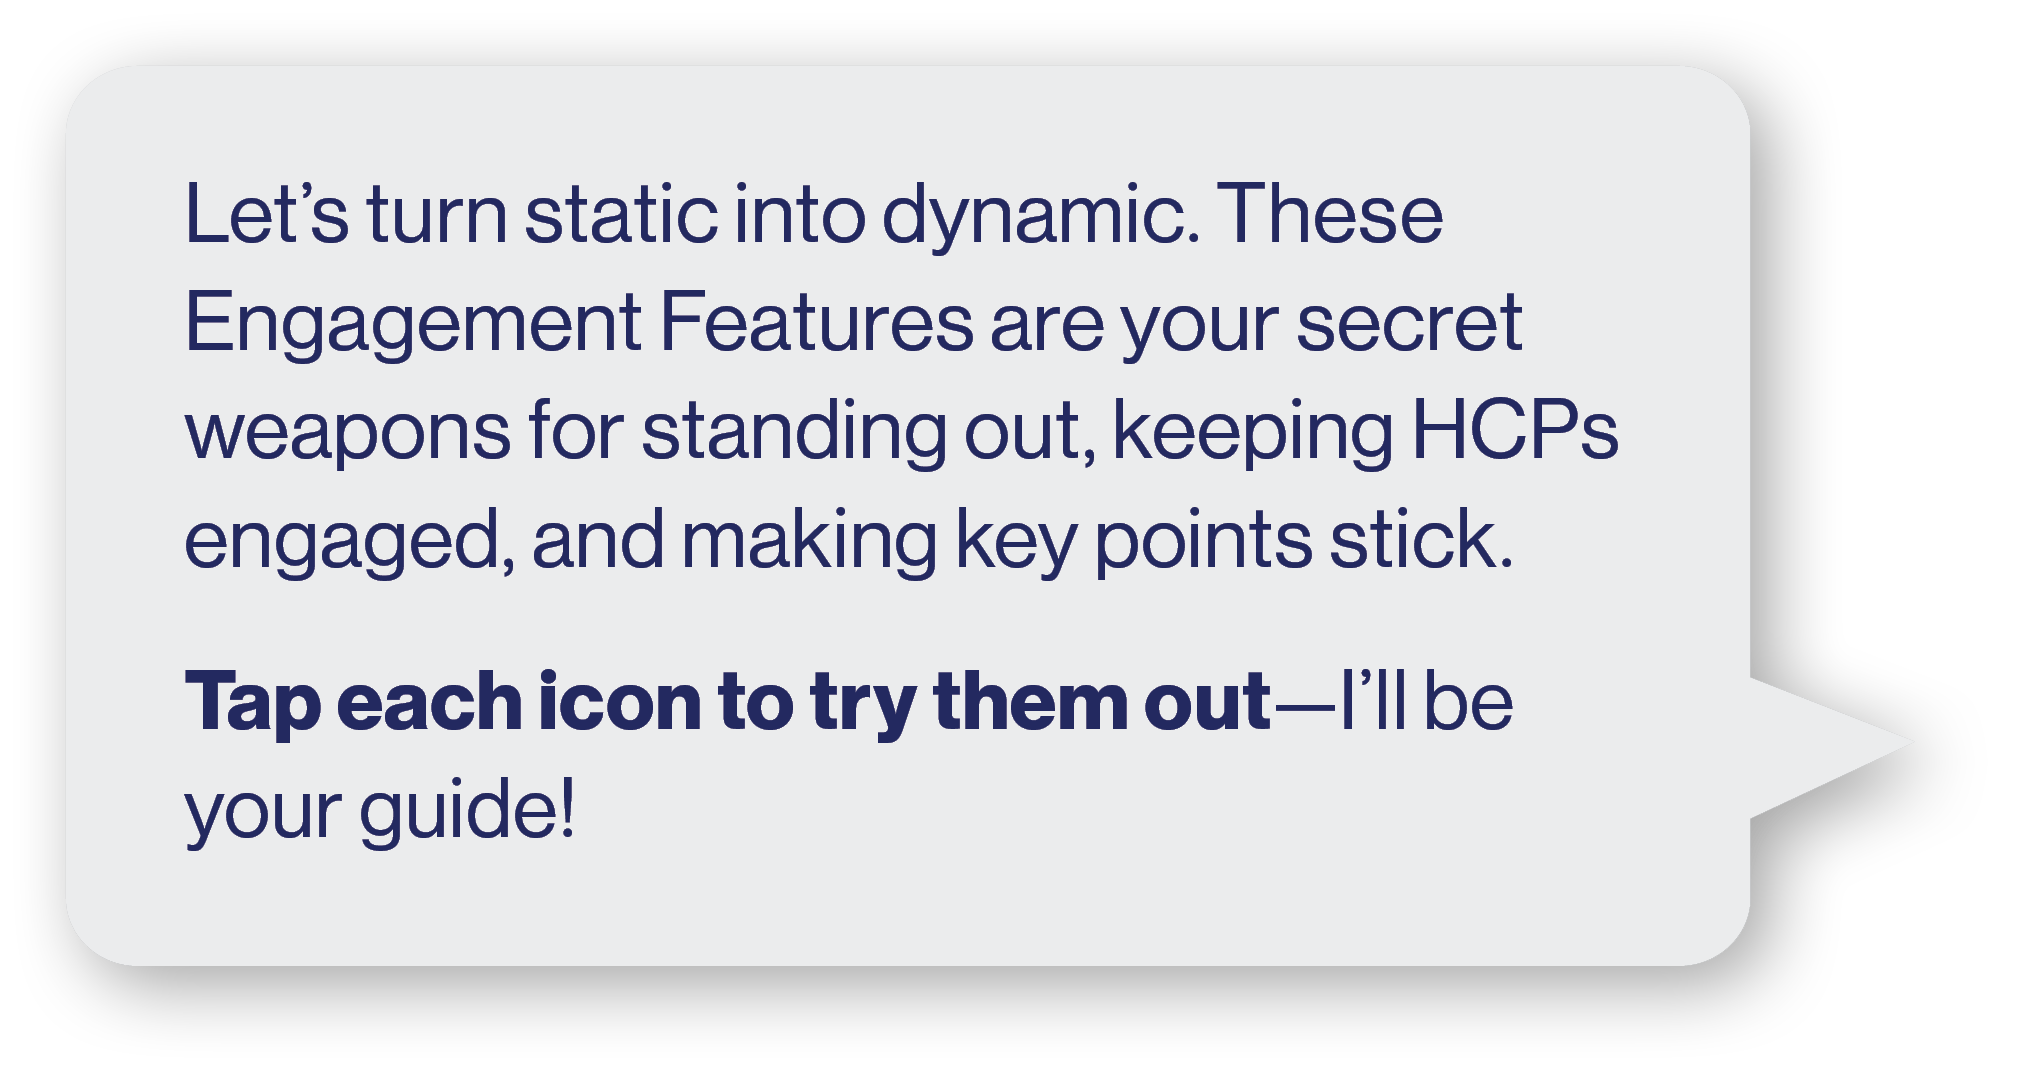 Let’s turn static into dynamic. These
Engagement Features are your secret
weapons for standing out, keeping HCPs
engaged, and making key points stick.
Tap each icon to try them out—I’ll be
your guide!